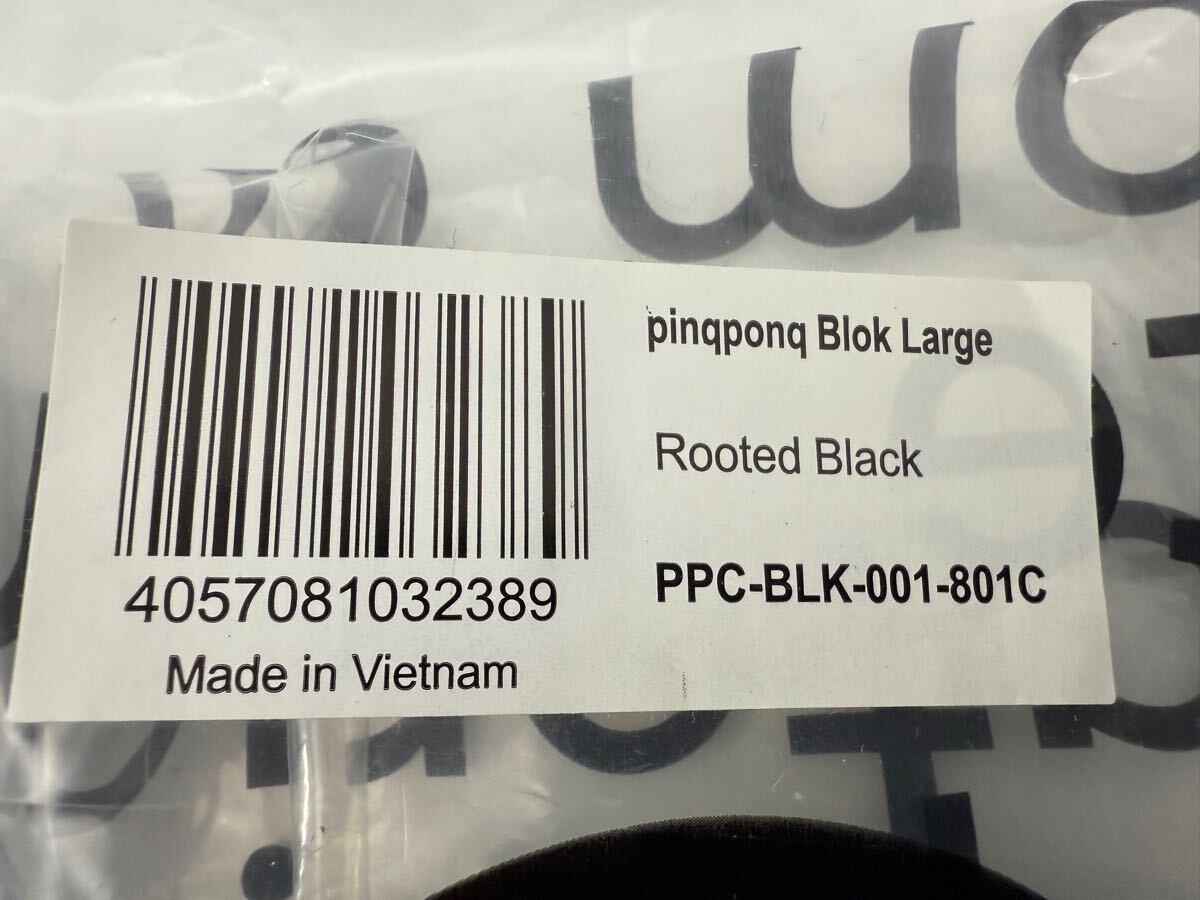 pinqponq Blok Large
Rooted Black
PPC-BLK-001-801C
4057081032389
Made in Vietnam